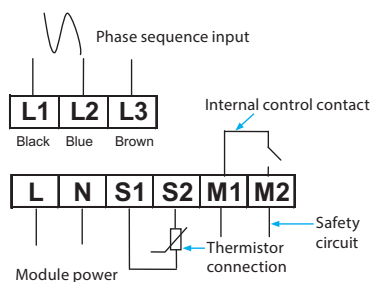 Phase sequence input
L1 L2 L3
Black Blue Brown
Internal control contact
L N S1 S2 M1 M2
Safety
circuit
Thermistor
connection
Module power